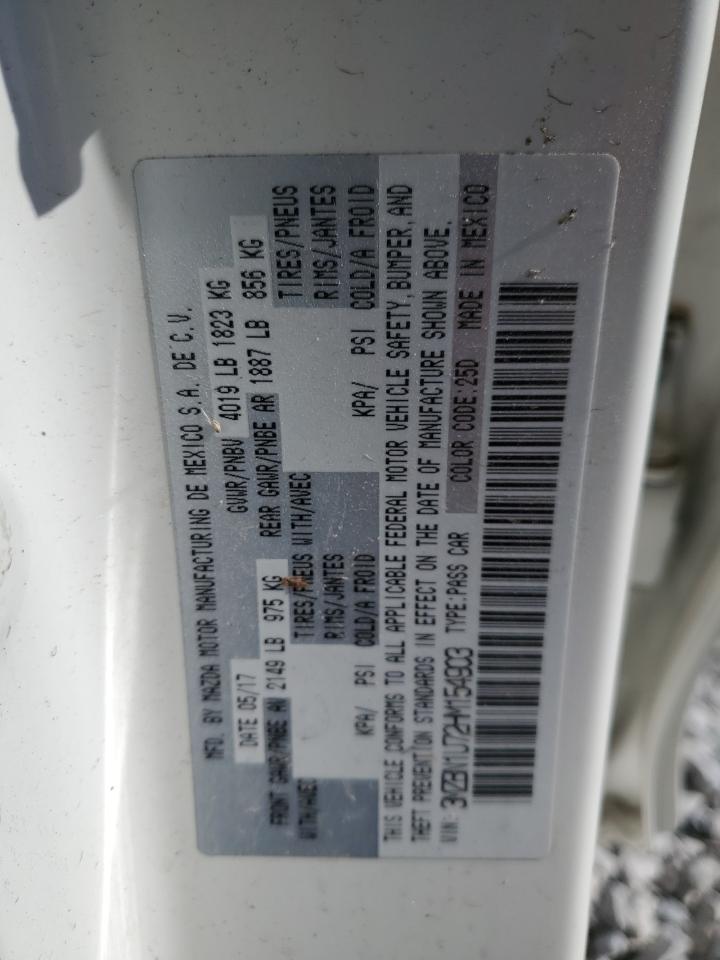 MFD. BY MAZDA MOTOR MANUFACTURING DE MEXICO S.A. DE C.V.
DATE 05/17 GVWR/PNBV 4019 LB 1823 KG
FRONT GAWR/PNBE AV 2149 LB 975 KG REAR GAWR/PNBE AR 1887 LB 856 KG
WITH/AVEC TIRES/PNEUS WITH/AVEC TIRES/PNEUS
RIMS/JANTES RIMS/JANTES
KPA/ PSI COLD/A FROID KPA/ PSI COLD/A FROID
THIS VEHICLE CONFORMS TO ALL APPLICABLE FEDERAL MOTOR VEHICLE SAFETY, BUMPER, AND
THEFT PREVENTION STANDARDS IN EFFECT ON THE DATE OF MANUFACTURE SHOWN ABOVE.
VIN: 3MZBN1U72HM154903 TYPE:PASS CAR COLOR CODE:25D MADE IN MEXICO